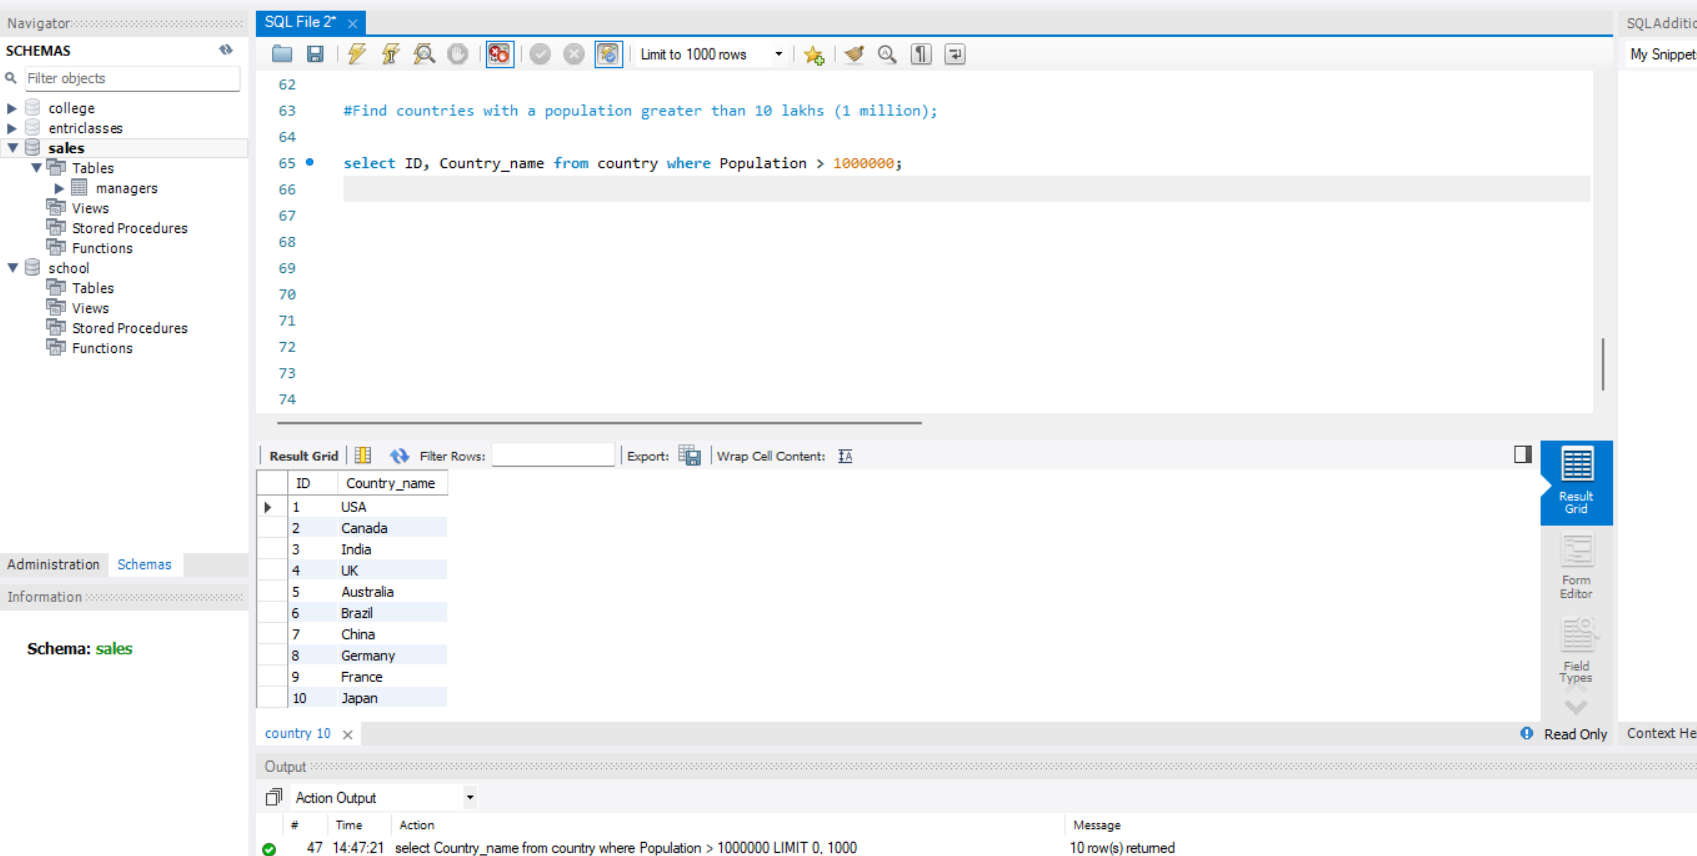 Navigator
SCHEMAS
Filter objects
college
entriclasses
sales
Tables
managers
Views
Stored Procedures
Functions
school
Tables
Views
Stored Procedures
Functions
Administration Schemas
Information
Schema: sales
SQL File 2*
Limit to 1000 rows
62
63 #Find countries with a population greater than 10 lakhs (1 million);
64
65 select ID, Country_name from country where Population > 1000000;
66
67
68
69
70
71
72
73
74
Result Grid Filter Rows: Export: Wrap Cell Content:
ID Country_name
1 USA
2 Canada
3 India
4 UK
5 Australia
6 Brazil
7 China
8 Germany
9 France
10 Japan
Result
Grid
Form
Editor
Field
Types
country 10 Read Only
Output
Action Output
# Time Action Message
47 14:47:21 select Country_name from country where Population > 1000000 LIMIT 0, 1000 10 row(s) returned
SQLAdditio
My Snippets
Context He